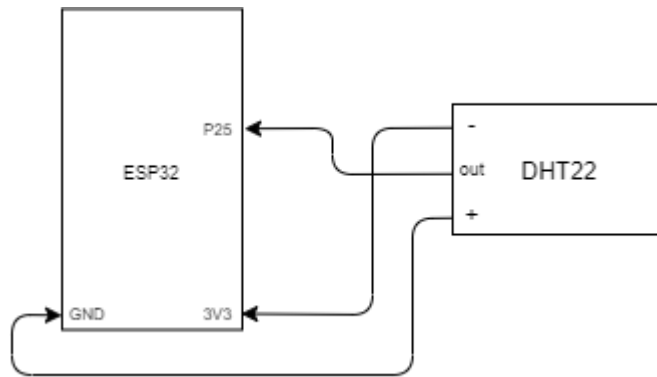 P25
ESP32
GND
3V3
-
out
+
DHT22